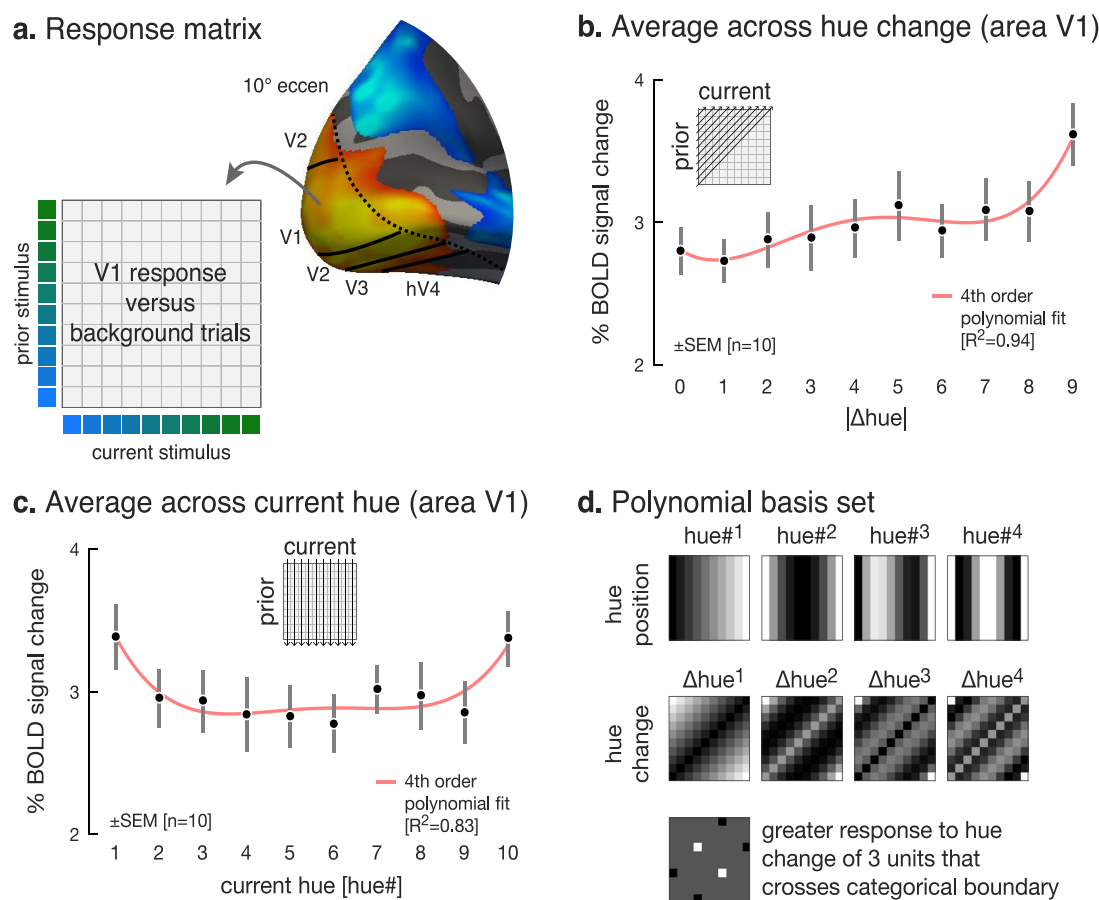 a. Response matrix
10° eccen
V2
V1
V2
V3
hV4
prior stimulus
V1 response
versus
background trials
current stimulus
b. Average across hue change (area V1)
% BOLD signal change
4
3
2
current
prior
4th order
polynomial fit
[R²=0.94]
±SEM [n=10]
0 1 2 3 4 5 6 7 8 9
|Δhue|
c. Average across current hue (area V1)
% BOLD signal change
4
3
2
current
prior
4th order
polynomial fit
[R²=0.83]
±SEM [n=10]
1 2 3 4 5 6 7 8 9 10
current hue [hue#]
d. Polynomial basis set
hue#¹ hue#² hue#³ hue#⁴
hue
position
Δhue¹ Δhue² Δhue³ Δhue⁴
hue
change
greater response to hue
change of 3 units that
crosses categorical boundary